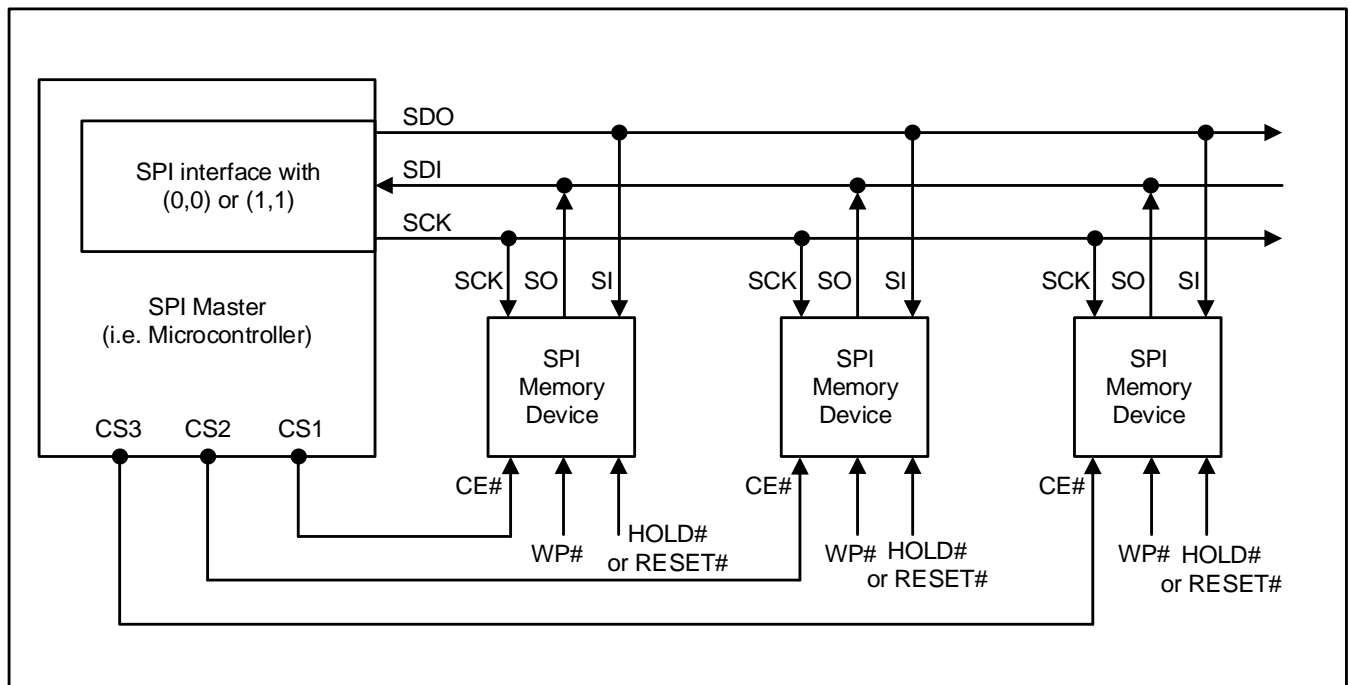 SDO
SPI interface with
(0,0) or (1,1)
SDI
SCK
SPI Master
(i.e. Microcontroller)
SCK SO SI
SCK SO SI
SCK SO SI
SPI
Memory
Device
SPI
Memory
Device
SPI
Memory
Device
CS3 CS2 CS1
CE#
WP#
HOLD#
or RESET#
CE#
WP#
HOLD#
or RESET#
CE#
WP#
HOLD#
or RESET#